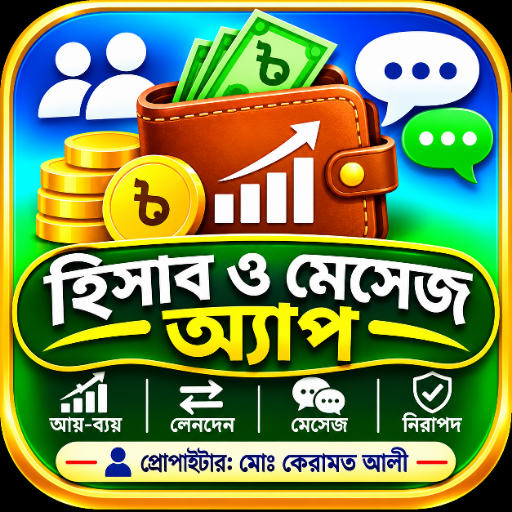 ৳
৳
হিসাব ও মেসেজ
অ্যাপ
আয়-ব্যয়
লেনদেন
মেসেজ
নিরাপদ
প্রোপাইটার: মোঃ কেরামত আলী